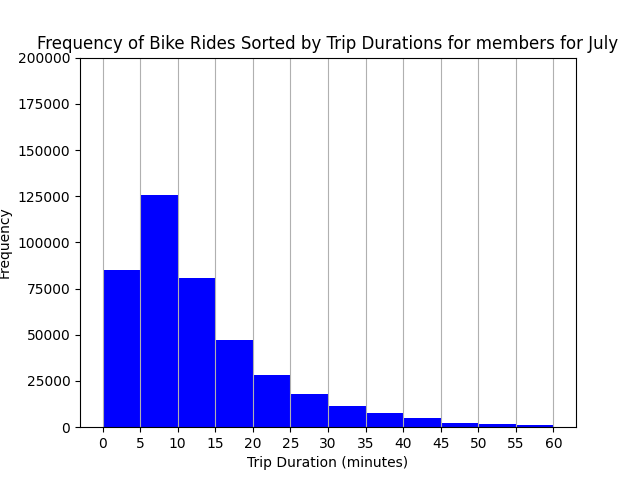 Frequency of Bike Rides Sorted by Trip Durations for members for July
200000
175000
150000
125000
100000
75000
50000
25000
0
Frequency
0 5 10 15 20 25 30 35 40 45 50 55 60
Trip Duration (minutes)